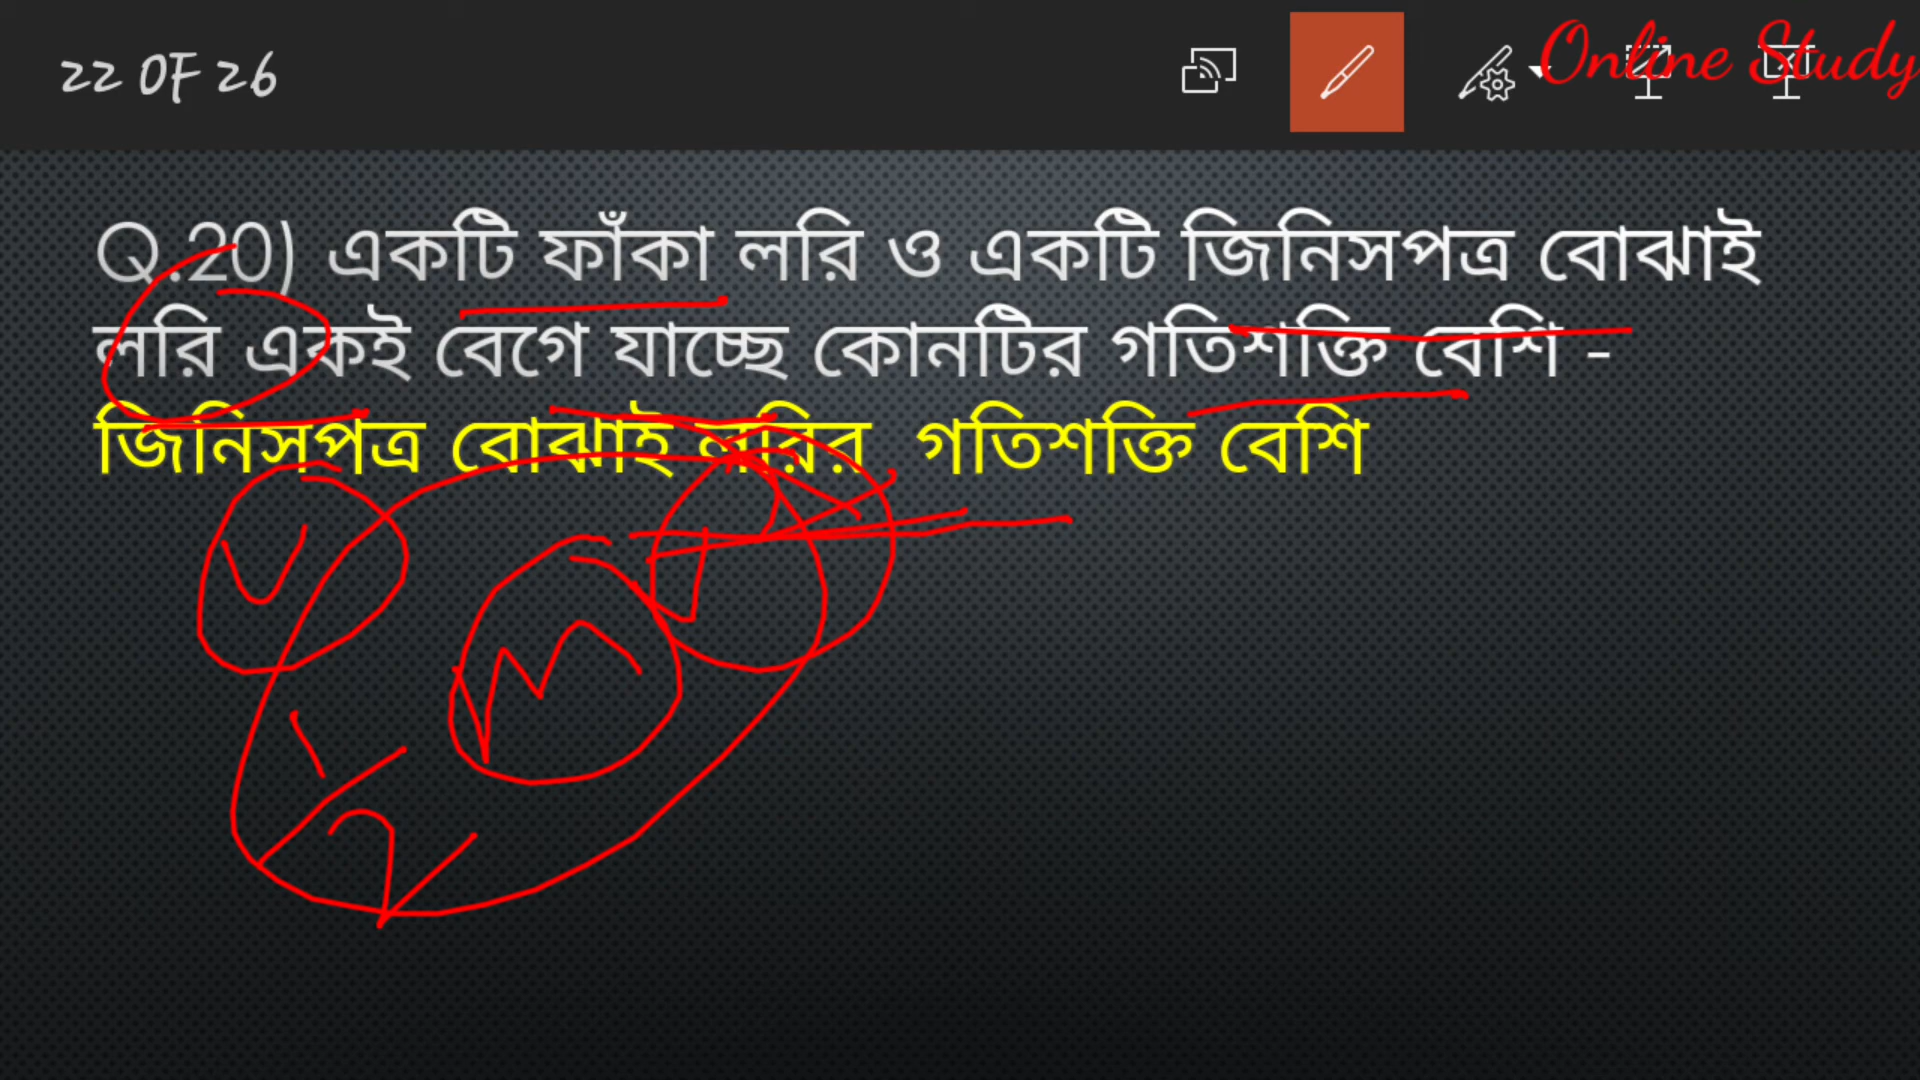 22 OF 26
Online Study
Q.20) একটি ফাঁকা লরি ও একটি জিনিসপত্র বোঝাই
লরি একই বেগে যাচ্ছে কোনটির গতিশক্তি বেশি -
জিনিসপত্র বোঝাই লরির গতিশক্তি বেশি